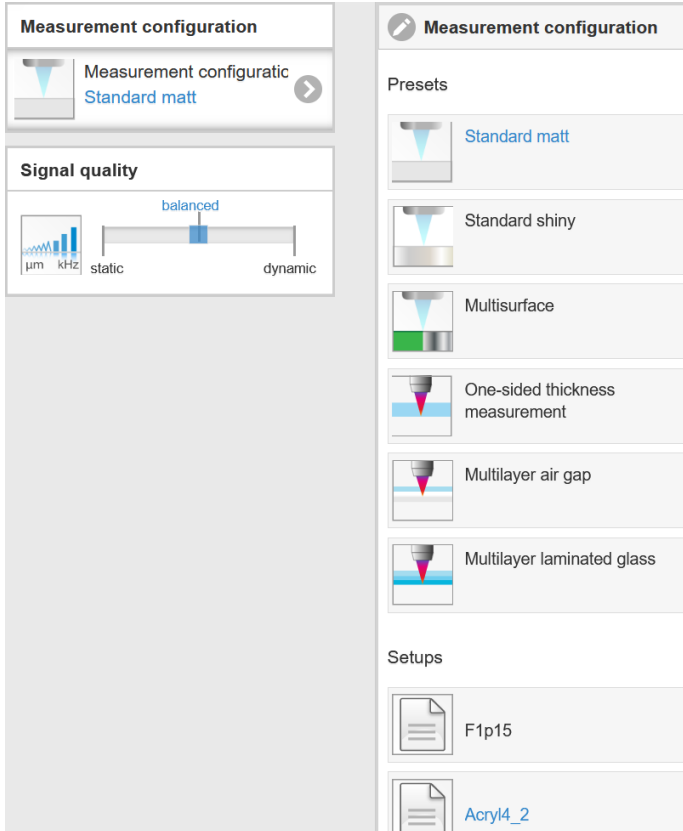 Measurement configuration
Measurement configuratic
Standard matt
Signal quality
balanced
µm kHz
static
dynamic
Measurement configuration
Presets
Standard matt
Standard shiny
Multisurface
One-sided thickness
measurement
Multilayer air gap
Multilayer laminated glass
Setups
F1p15
Acryl4_2